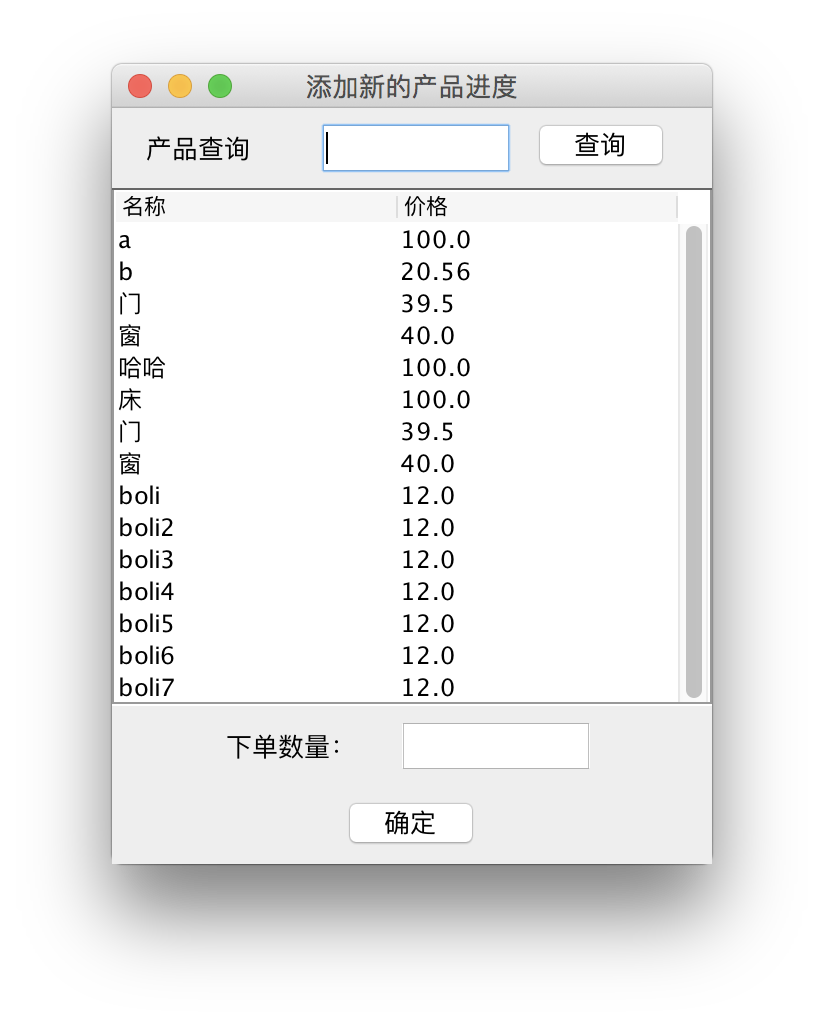 添加新的产品进度
产品查询 查询
名称 价格
a 100.0
b 20.56
门 39.5
窗 40.0
哈哈 100.0
床 100.0
门 39.5
窗 40.0
boli 12.0
boli2 12.0
boli3 12.0
boli4 12.0
boli5 12.0
boli6 12.0
boli7 12.0
下单数量：
确定